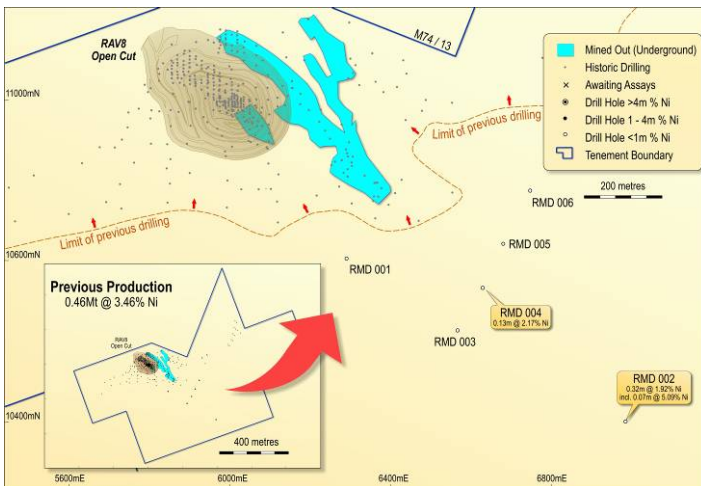 RAV8
Open Cut
M74 / 13
Mined Out (Underground)
Historic Drilling
Awaiting Assays
Drill Hole >4m % Ni
Drill Hole 1 - 4m % Ni
Drill Hole <1m % Ni
Tenement Boundary
200 metres
11000mN
Limit of previous drilling
Limit of previous drilling
RMD 006
RMD 005
10600mN
RMD 001
RMD 004
0.13m @ 2.17% Ni
RMD 003
RMD 002
0.32m @ 1.92% Ni
incl. 0.07m @ 5.09% Ni
Previous Production
0.46Mt @ 3.46% Ni
RAV8
Open Cut
400 metres
10400mN
5600mE
6000mE
6400mE
6800mE